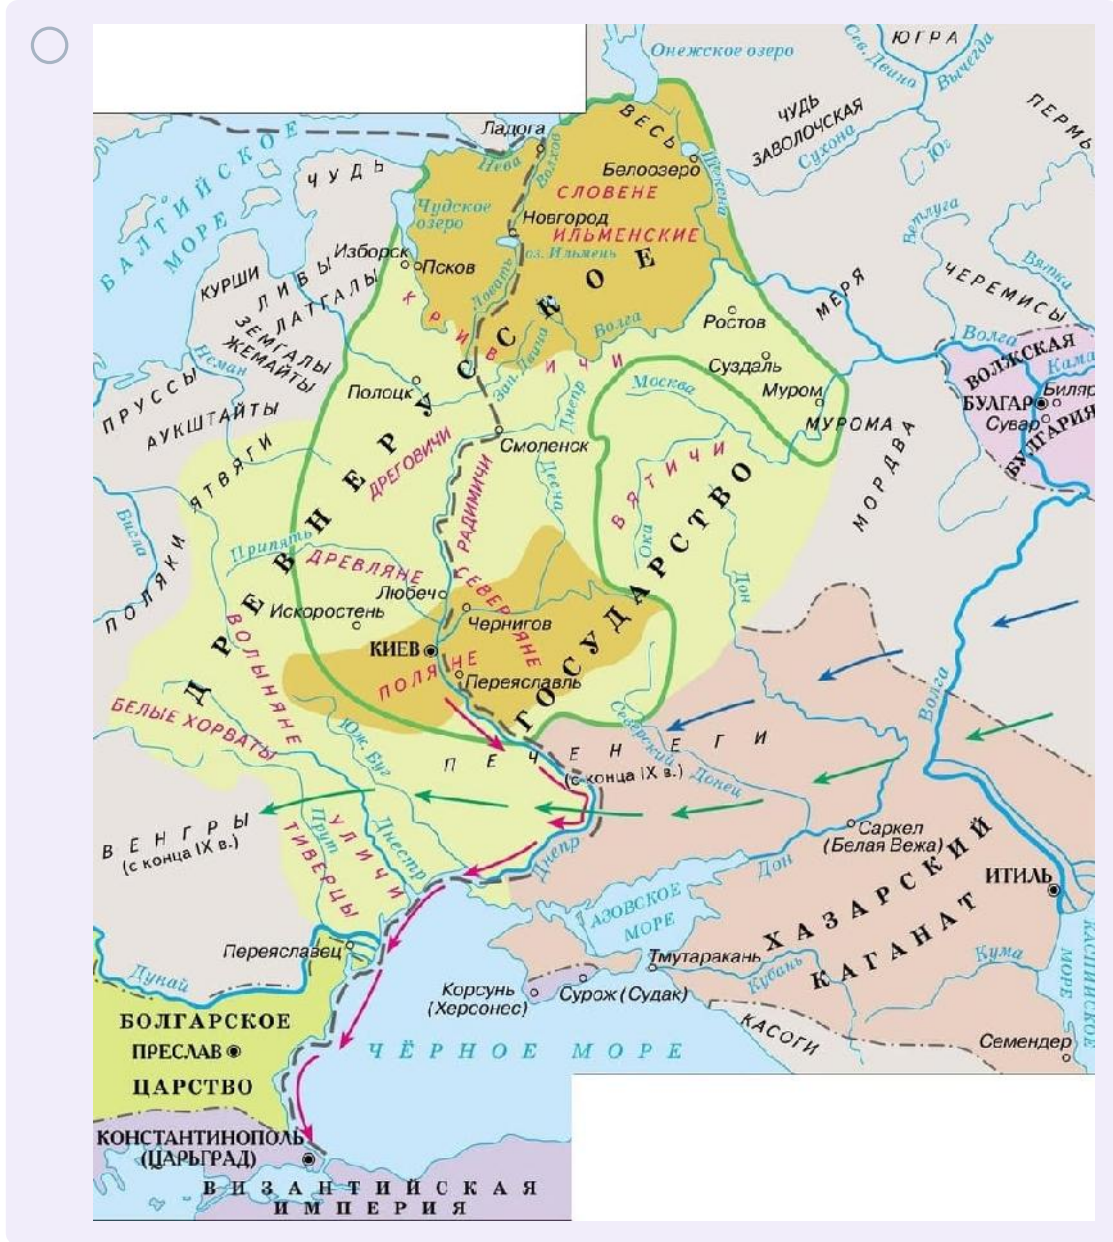 Онежское озеро
ЮГРА
Сев. Двина
Вычегда
ПЕРМЬ
ЧУДЬ
ЗАВОЛОЧСКАЯ
Сухона
Юг
БАЛТИЙСКОЕ
МОРЕ
Ладога
Нева
Волхов
ВЕСЬ
Белоозеро
Шексна
ЧУДЬ
Чудское
озеро
СЛОВЕНЕ
ИЛЬМЕНСКИЕ
Новгород
оз. Ильмень
Изборск
Псков
Ловать
КРИВИЧИ
Ветлуга
Вятка
ЧЕРЕМИСЫ
МЕРЯ
КУРШИ
ЛИВЫ
ЛАТГАЛЫ
ЗЕМГАЛЫ
ЖЕМАЙТЫ
Неман
ПРУССЫ
АУКШТАЙТЫ
ЯТВЯГИ
Полоцк
Зап. Двина
Волга
Днепр
Ростов
Суздаль
Москва
Муром
МУРОМА
МОРДВА
Волга
ВОЛЖСКАЯ
БУЛГАРИЯ
Кама
БУЛГАР
Биляр
Сувар
Смоленск
ДРЕГОВИЧИ
РАДИМИЧИ
Десна
ВЯТИЧИ
Ока
Дон
ДРЕВНЕРУССКОЕ
ГОСУДАРСТВО
Висла
ПОЛЯКИ
Припять
ДРЕВЛЯНЕ
Любеч
Искоростень
СЕВЕРЯНЕ
Чернигов
КИЕВ
ПОЛЯНЕ
Переяславль
ВОЛЫНЯНЕ
БЕЛЫЕ ХОРВАТЫ
Юж. Буг
Северский Донец
ПЕЧЕНЕГИ
(с конца IX в.)
Волга
ВЕНГРЫ
(с конца IX в.)
Прут
УЛИЧИ
ТИВЕРЦЫ
Днестр
Днепр
Саркел
(Белая Вежа)
Дон
ИТИЛЬ
ХАЗАРСКИЙ
КАГАНАТ
АЗОВСКОЕ
МОРЕ
Тмутаракань
Кубань
Кума
КАСПИЙСКОЕ
МОРЕ
Переяславец
Дунай
Корсунь
(Херсонес)
Сурож (Судак)
КАСОГИ
Семендер
БОЛГАРСКОЕ
ПРЕСЛАВ
ЦАРСТВО
ЧЁРНОЕ МОРЕ
КОНСТАНТИНОПОЛЬ
(ЦАРЬГРАД)
ВИЗАНТИЙСКАЯ
ИМПЕРИЯ